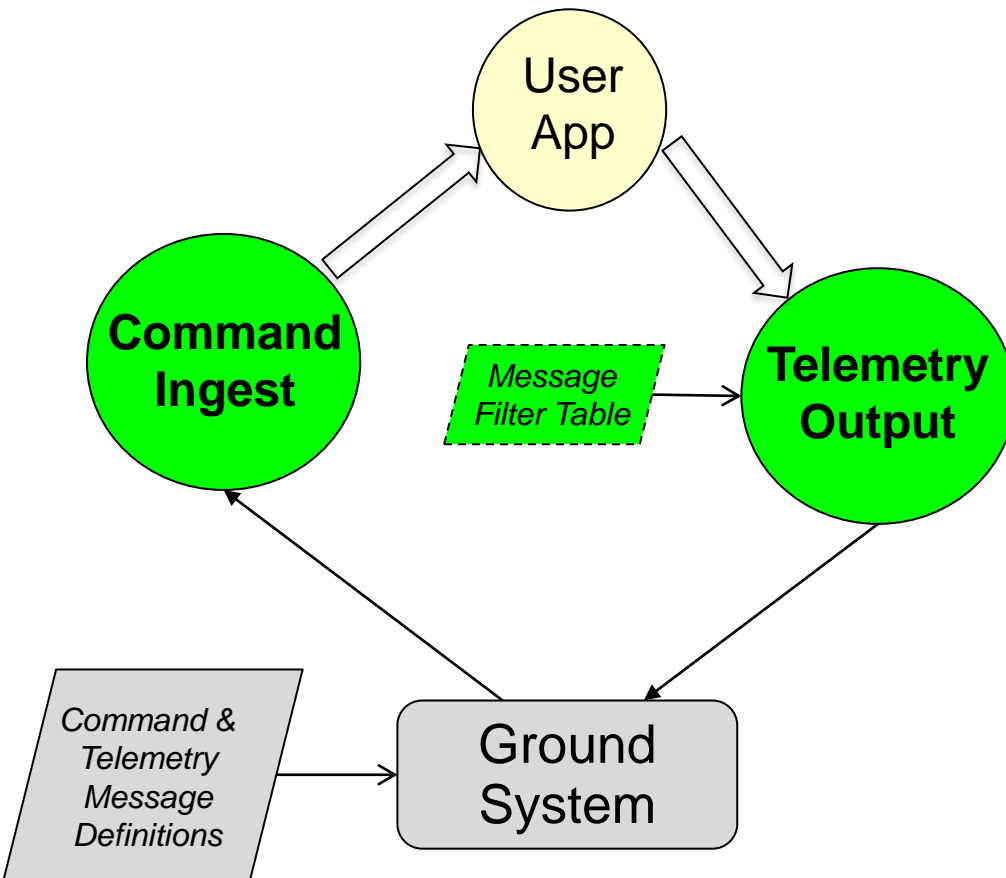 User
App
Command
Ingest
Message
Filter Table
Telemetry
Output
Command &
Telemetry
Message
Definitions
Ground
System